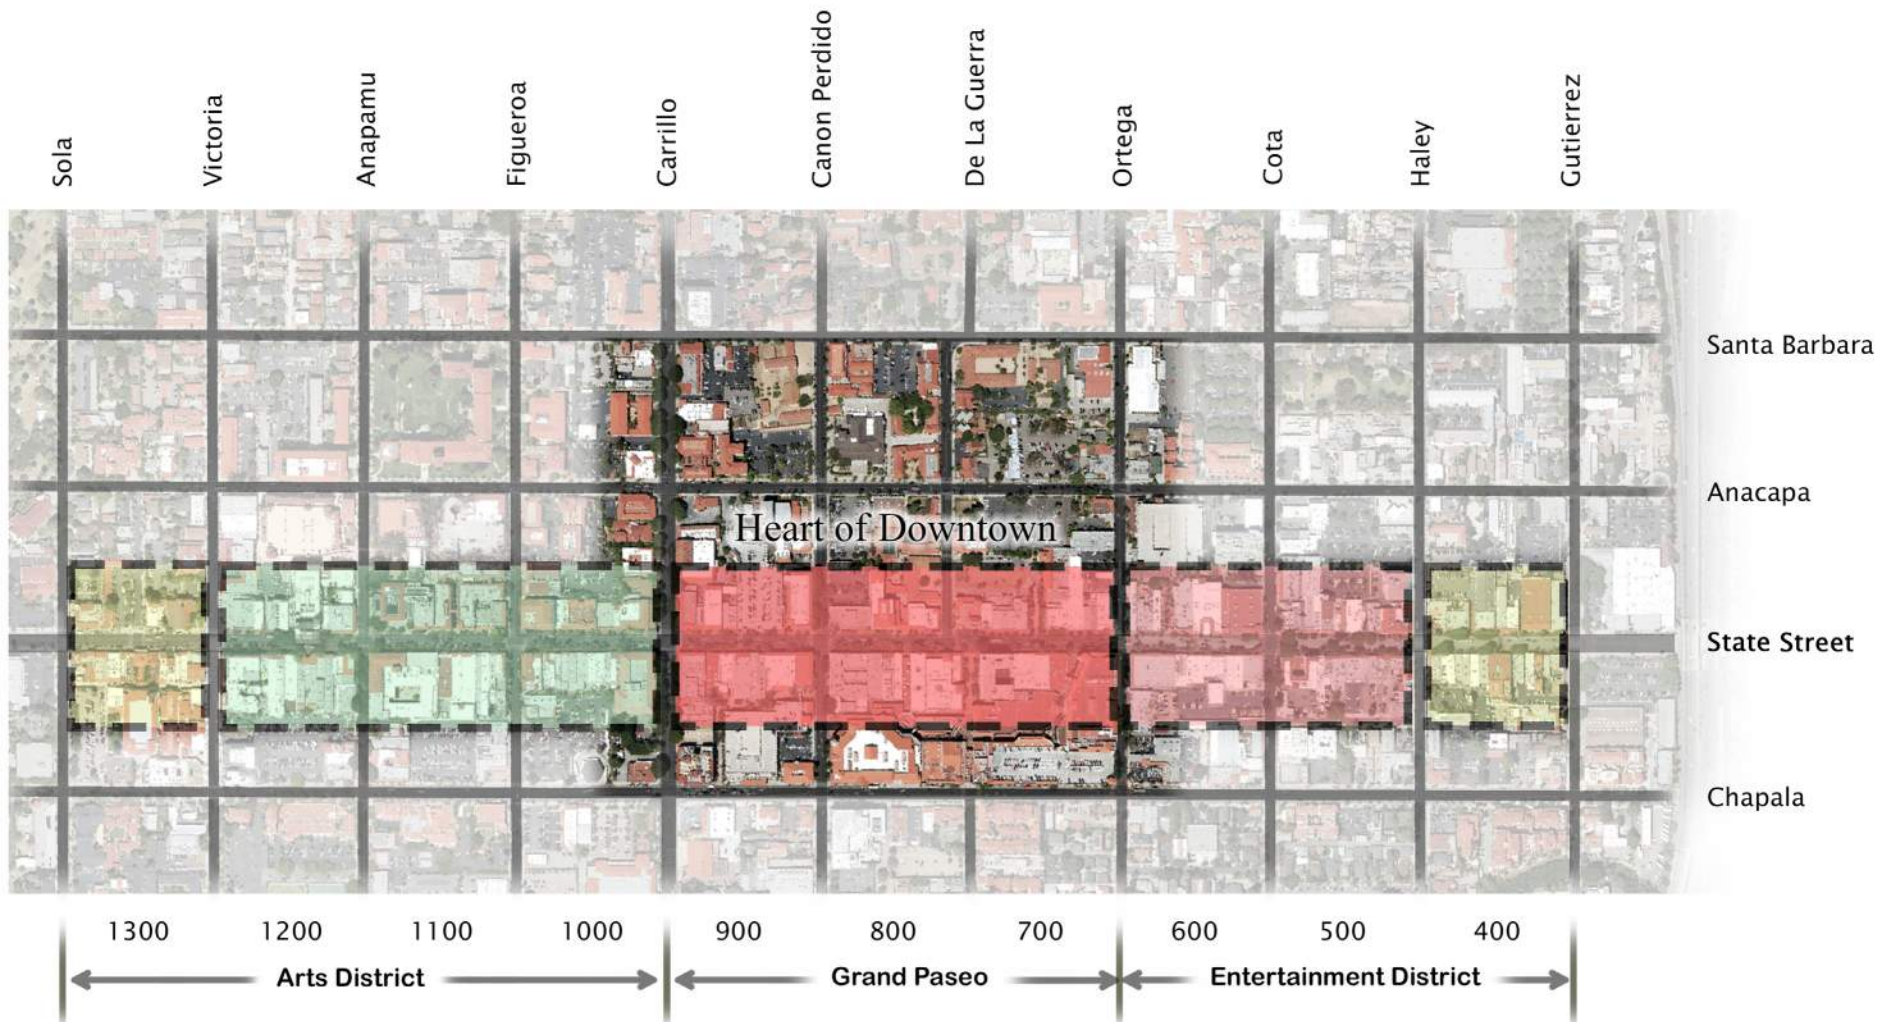 Sola
Victoria
Anapamu
Figueroa
Carrillo
Canon Perdido
De La Guerra
Ortega
Cota
Haley
Gutierrez
Santa Barbara
Anacapa
Heart of Downtown
State Street
Chapala
1300 1200 1100 1000 900 800 700 600 500 400
Arts District Grand Paseo Entertainment District